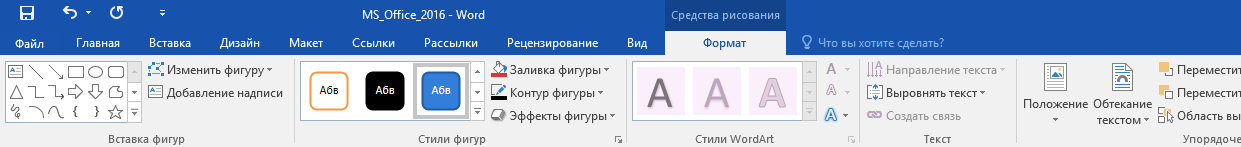 MS_Office_2016 - Word
Средства рисования
Файл Главная Вставка Дизайн Макет Ссылки Рассылки Рецензирование Вид Формат Что вы хотите сделать?
Изменить фигуру
Добавление надписи
Вставка фигур
Абв Абв Абв
Заливка фигуры
Контур фигуры
Эффекты фигуры
Стили фигур
A A A
A
A
A
Стили WordArt
Направление текста
Выровнять текст
Создать связь
Текст
Положение
Обтекание
текстом
Переместит
Переместит
Область вы
Упорядоче